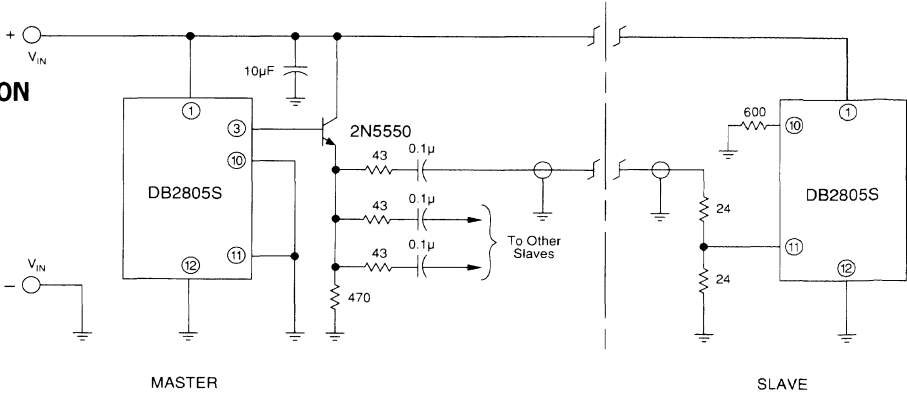 +
V_IN
ON
10µF
1
3
10
DB2805S
11
12
2N5550
43
0.1µ
43
0.1µ
43
0.1µ
To Other
Slaves
470
V_IN
−
MASTER
600
10
1
DB2805S
24
11
24
12
SLAVE